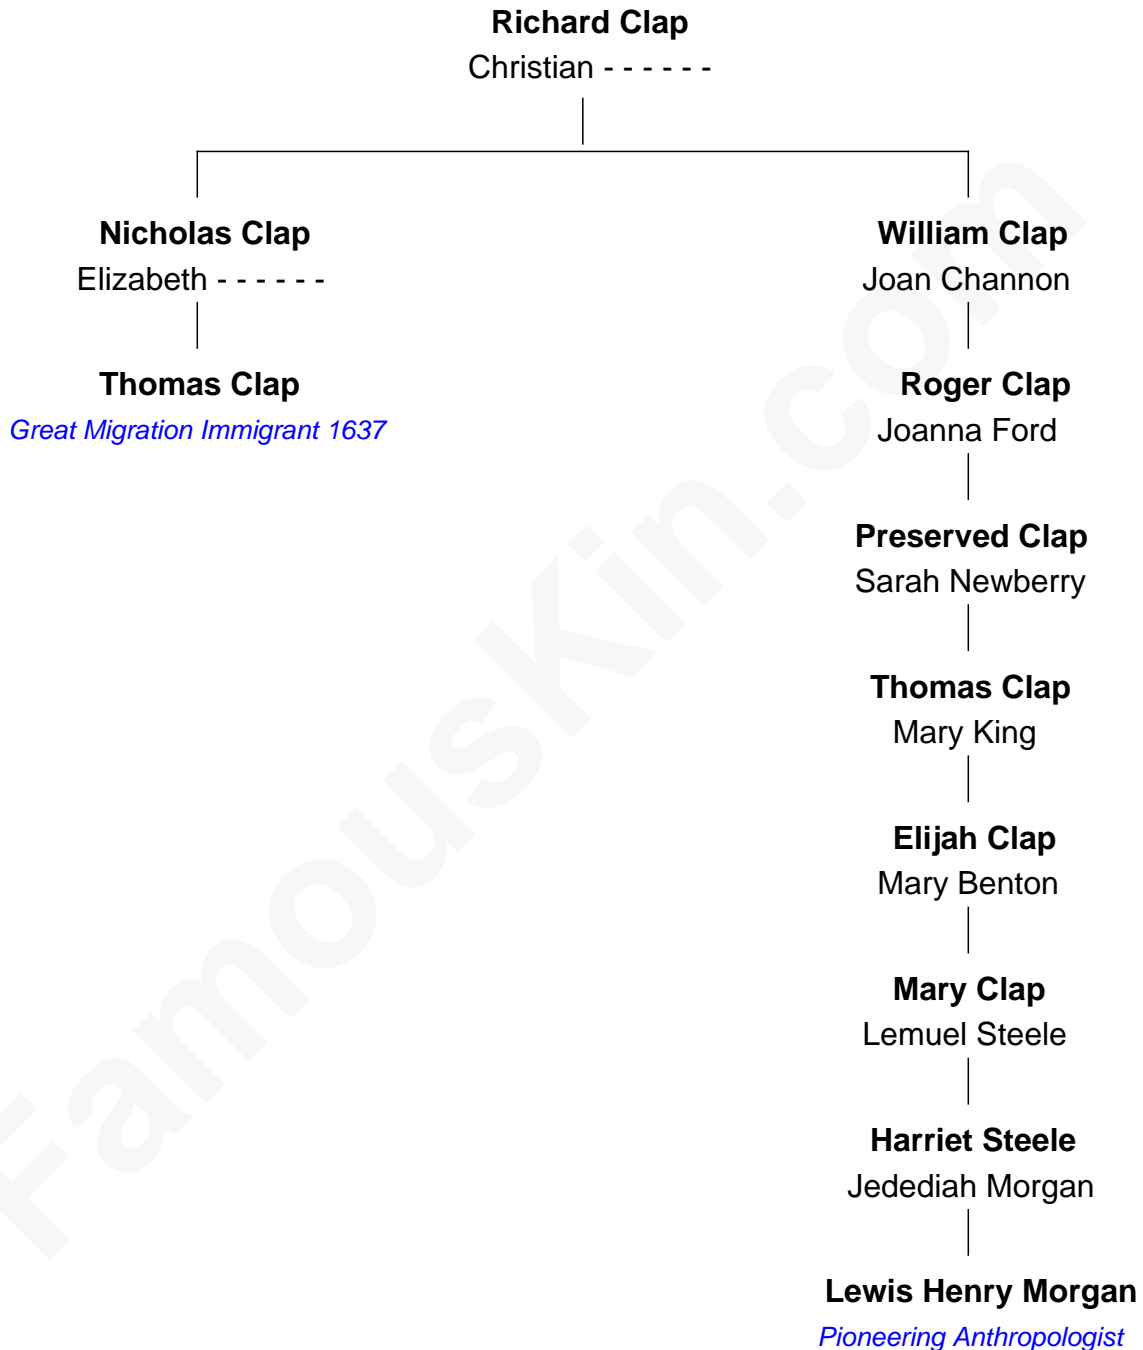 Richard Clap
Christian - - - - - -
Nicholas Clap
Elizabeth - - - - - -
Thomas Clap
Great Migration Immigrant 1637
William Clap
Joan Channon
Roger Clap
Joanna Ford
Preserved Clap
Sarah Newberry
Thomas Clap
Mary King
Elijah Clap
Mary Benton
Mary Clap
Lemuel Steele
Harriet Steele
Jedediah Morgan
Lewis Henry Morgan
Pioneering Anthropologist
FamousKin.com